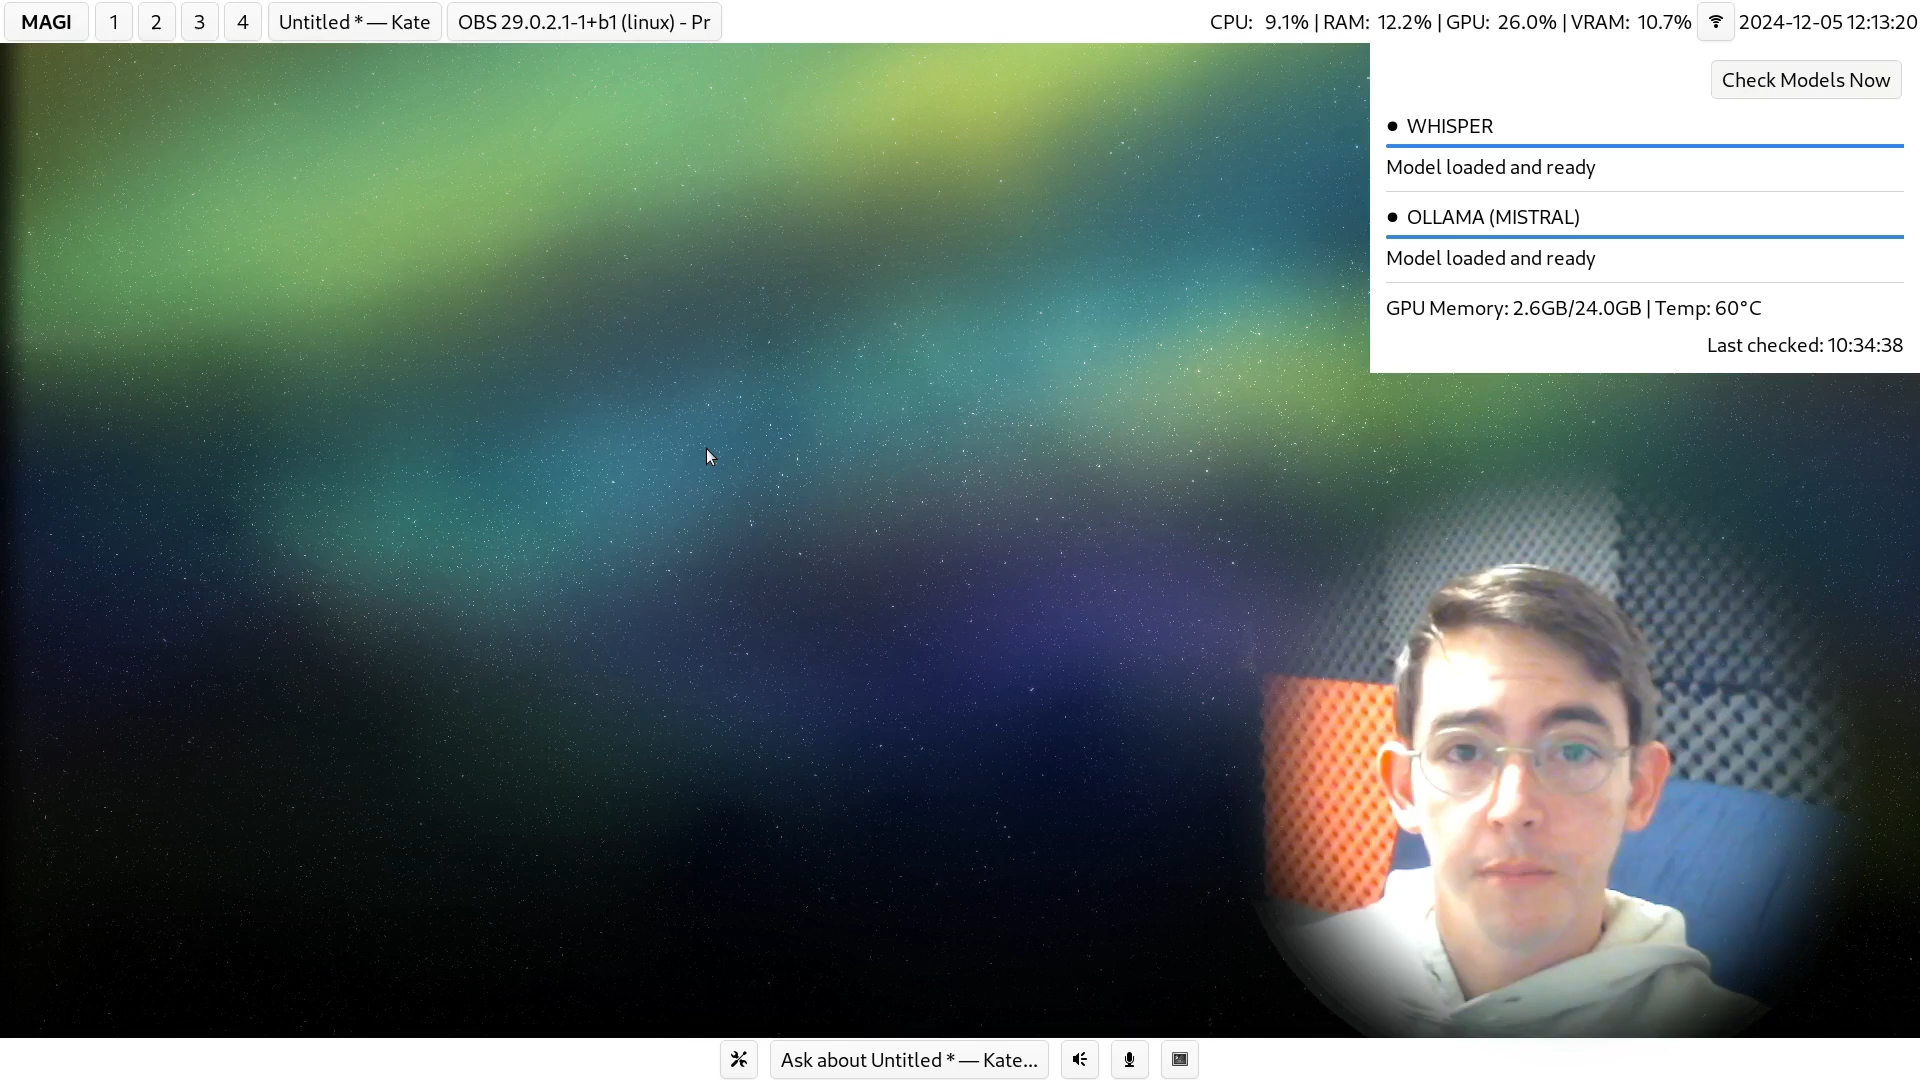 MAGI 1 2 3 4 Untitled * — Kate OBS 29.0.2.1-1+b1 (linux) - Pr CPU: 9.1% | RAM: 12.2% | GPU: 26.0% | VRAM: 10.7% 2024-12-05 12:13:20
Check Models Now
● WHISPER
Model loaded and ready
● OLLAMA (MISTRAL)
Model loaded and ready
GPU Memory: 2.6GB/24.0GB | Temp: 60°C
Last checked: 10:34:38
Ask about Untitled * — Kate...